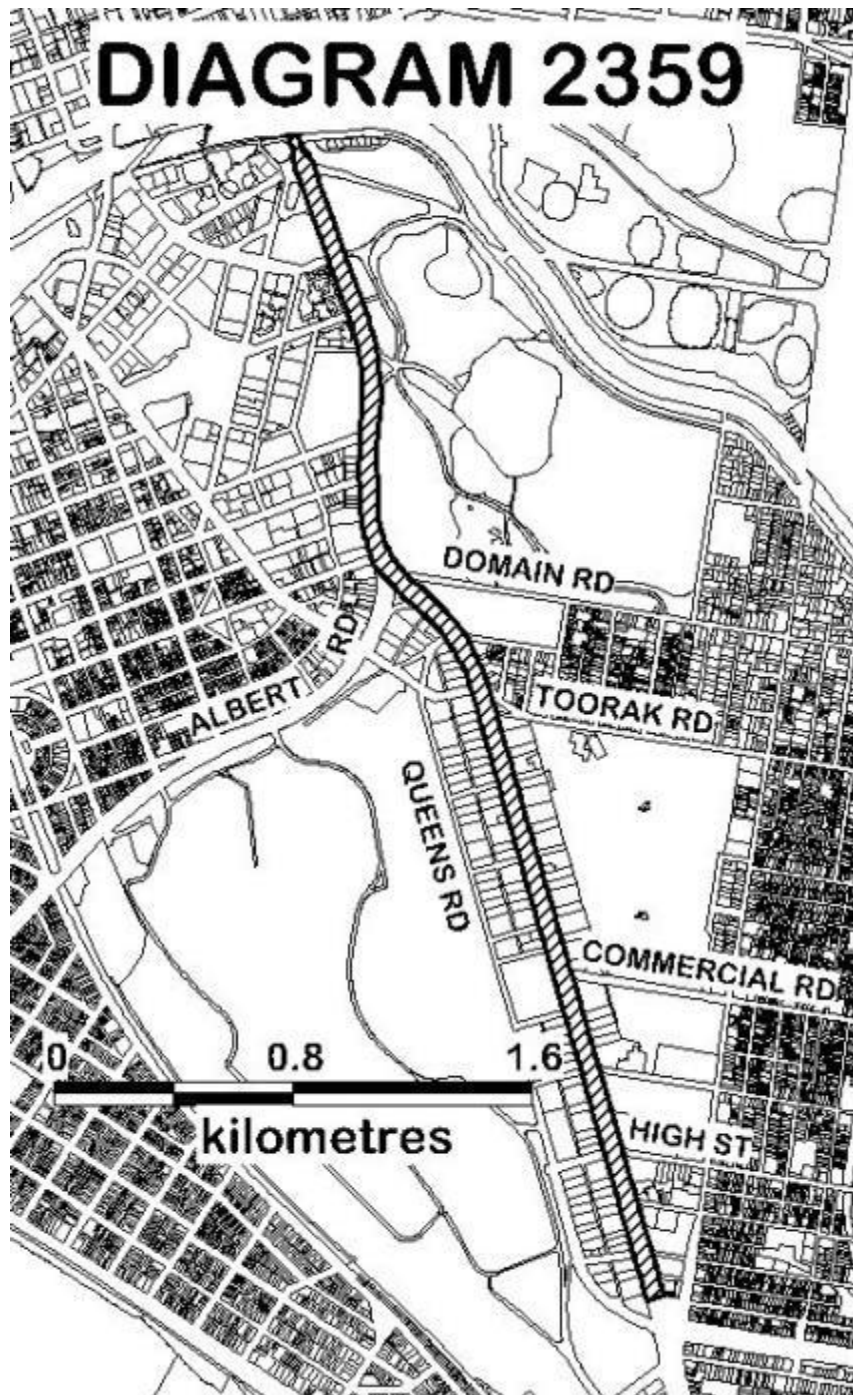 DIAGRAM 2359
DOMAIN RD
ALBERT RD
TOORAK RD
QUEENS RD
COMMERCIAL RD
0 0.8 1.6
kilometres
HIGH ST